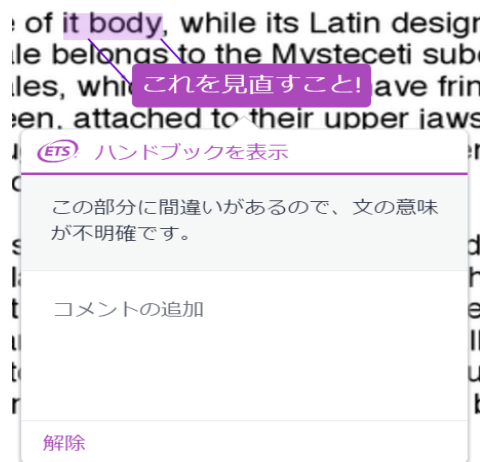 of it body, while its Latin design
le belongs to the Mysteceti sub
ales, whi
これを見直すこと!
ave frin
een, attached to their upper jaws
ETS ハンドブックを表示
この部分に間違いがあるので、文の意味
が不明確です。
コメントの追加
解除